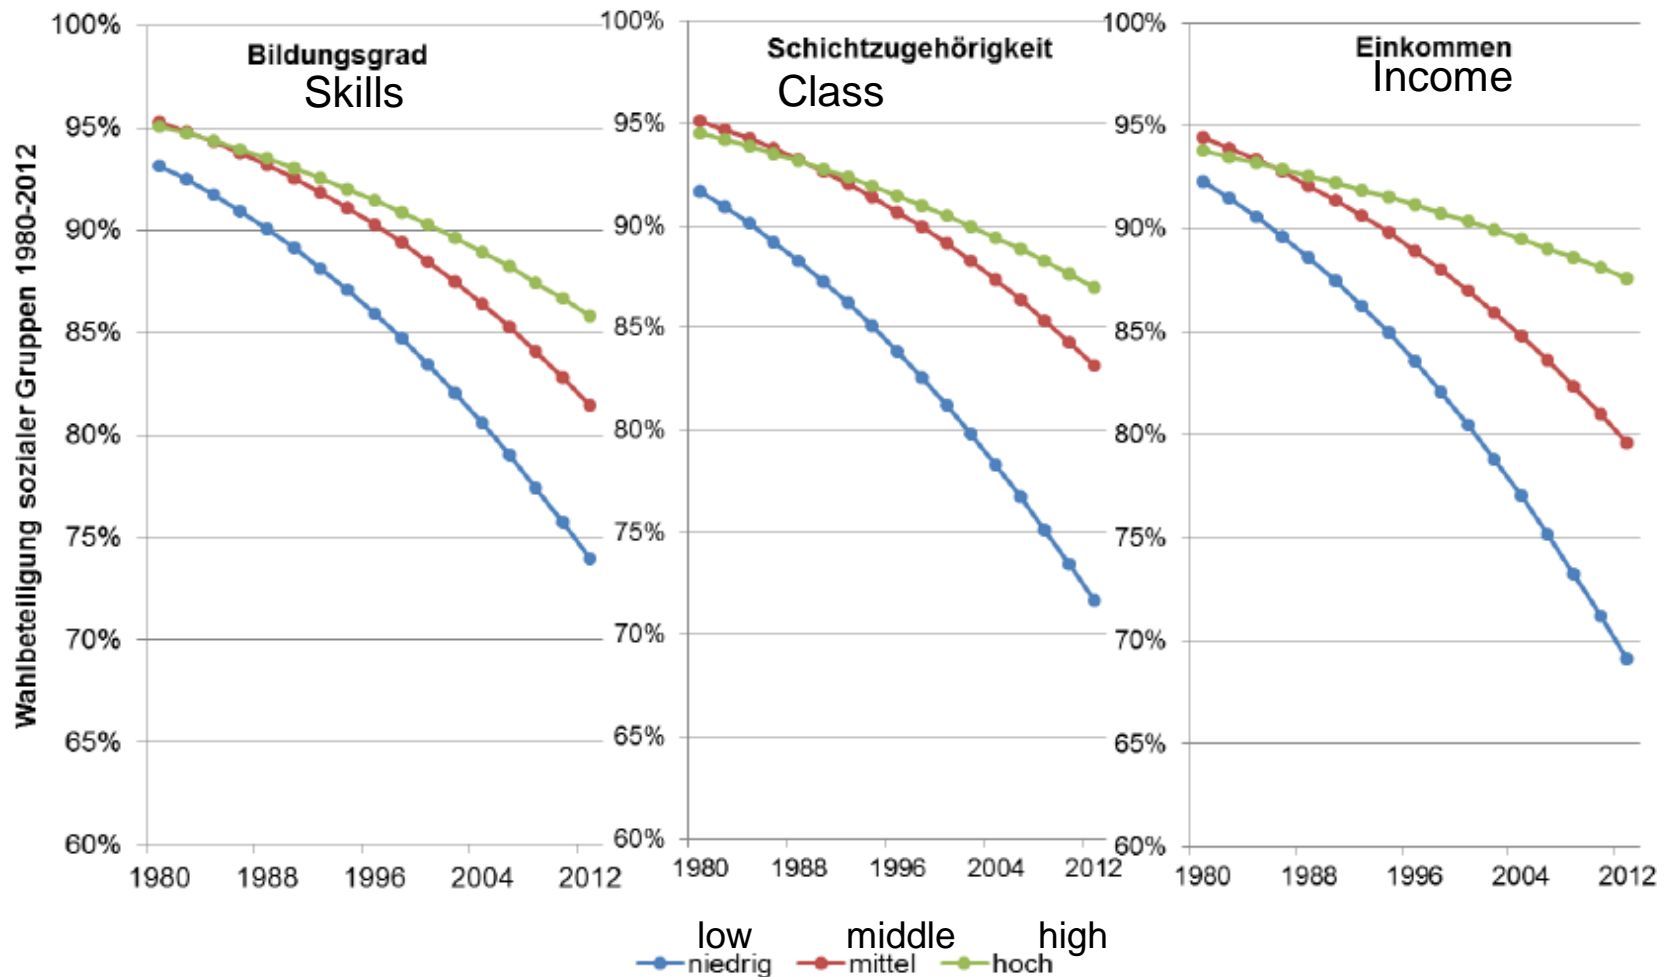 Wahlbeteiligung sozialer Gruppen 1980-2012
Bildungsgrad
Skills
100%
95%
90%
85%
80%
75%
70%
65%
60%
1980 1988 1996 2004 2012
Schichtzugehörigkeit
Class
100%
95%
90%
85%
80%
75%
70%
65%
60%
1980 1988 1996 2004 2012
Einkommen
Income
100%
95%
90%
85%
80%
75%
70%
65%
60%
1980 1988 1996 2004 2012
low middle high
niedrig mittel hoch